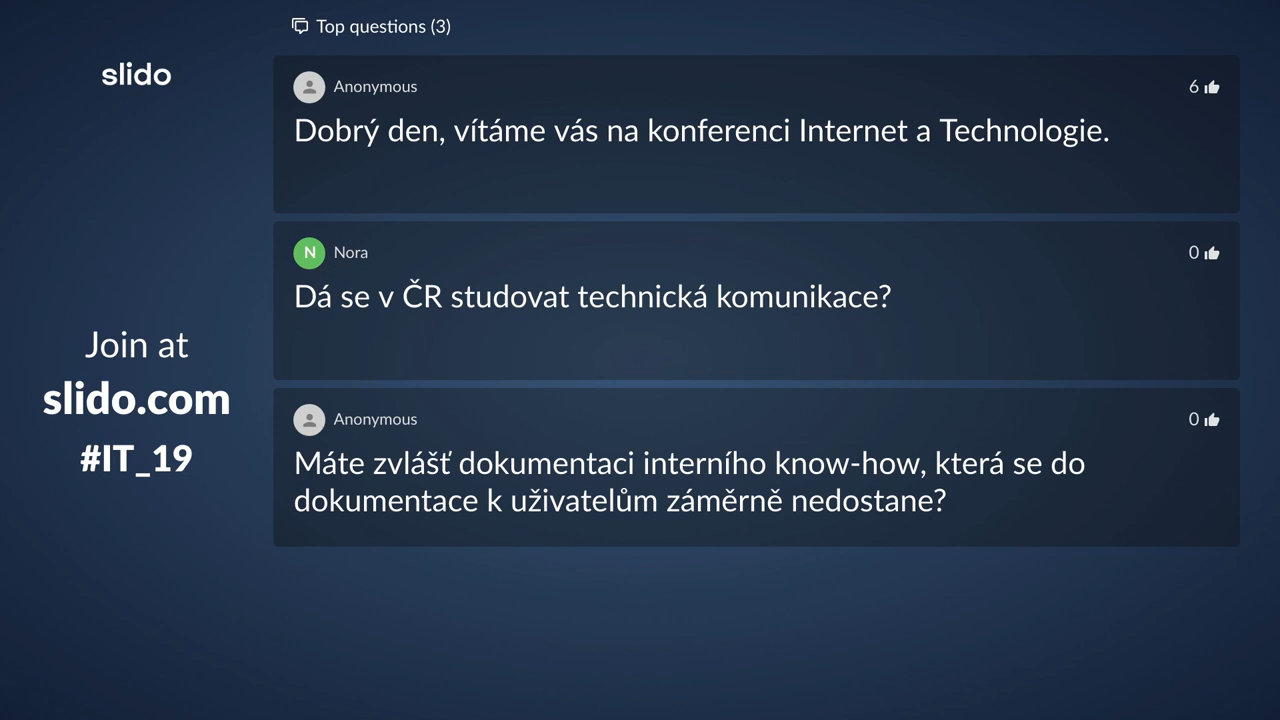 Top questions (3)
slido
Anonymous
6
Dobrý den, vítáme vás na konferenci Internet a Technologie.
N
Nora
0
Dá se v ČR studovat technická komunikace?
Join at
slido.com
#IT_19
Anonymous
0
Máte zvlášť dokumentaci interního know-how, která se do
dokumentace k uživatelům záměrně nedostane?